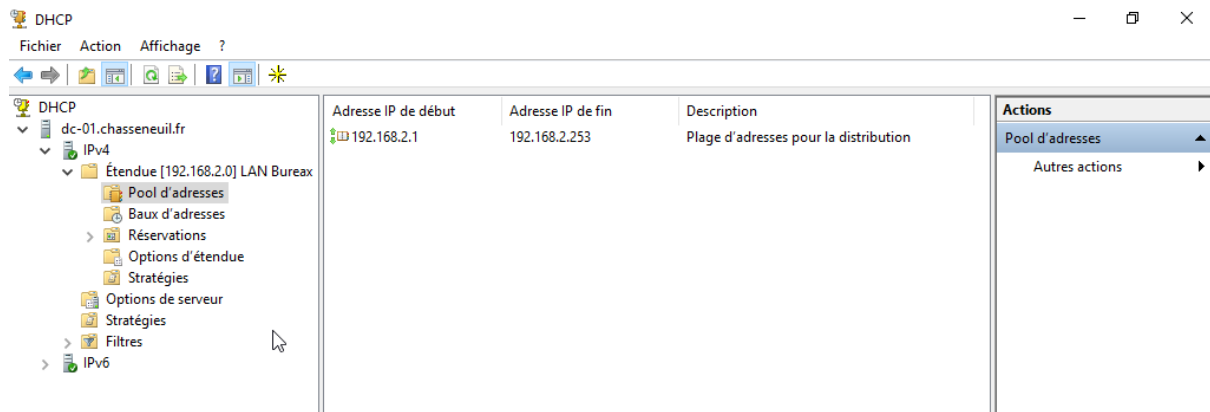 DHCP
Fichier Action Affichage ?
DHCP
dc-01.chasseneuil.fr
IPv4
Étendue [192.168.2.0] LAN Bureax
Pool d'adresses
Baux d'adresses
Réservations
Options d'étendue
Stratégies
Options de serveur
Stratégies
Filtres
IPv6
Adresse IP de début Adresse IP de fin Description
192.168.2.1 192.168.2.253 Plage d'adresses pour la distribution
Actions
Pool d'adresses
Autres actions